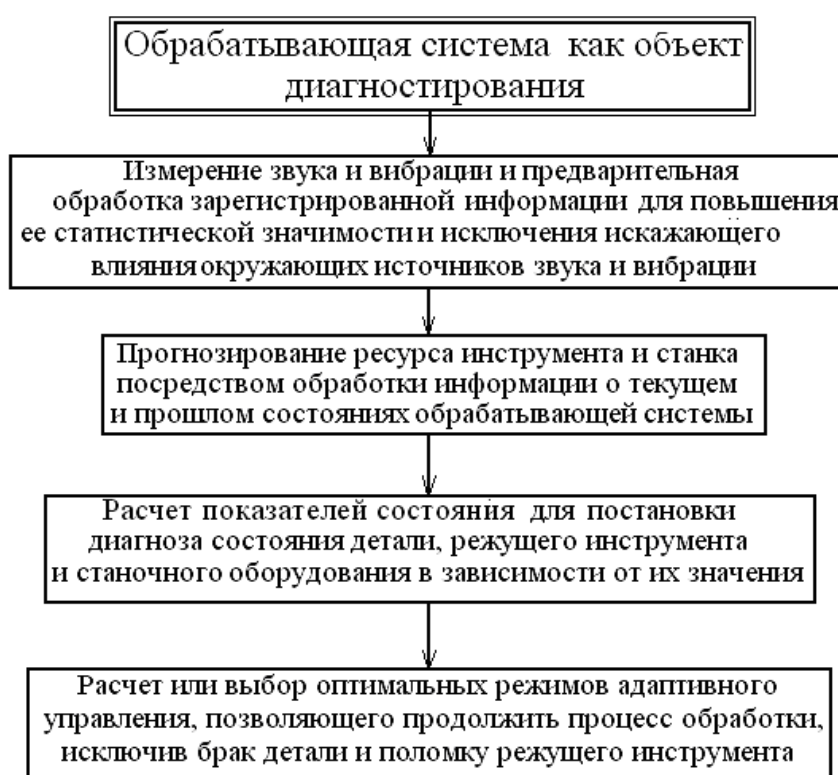 Обрабатывающая система как объект
диагностирования
Измерение звука и вибрации и предварительная
обработка зарегистрированной информации для повышения
ее статистической значимости и исключения искажающего
влияния окружающих источников звука и вибрации
Прогнозирование ресурса инструмента и станка
посредством обработки информации о текущем
и прошлом состояниях обрабатывающей системы
Расчет показателей состояния для постановки
диагноза состояния детали, режущего инструмента
и станочного оборудования в зависимости от их значения
Расчет или выбор оптимальных режимов адаптивного
управления, позволяющего продолжить процесс обработки,
исключив брак детали и поломку режущего инструмента